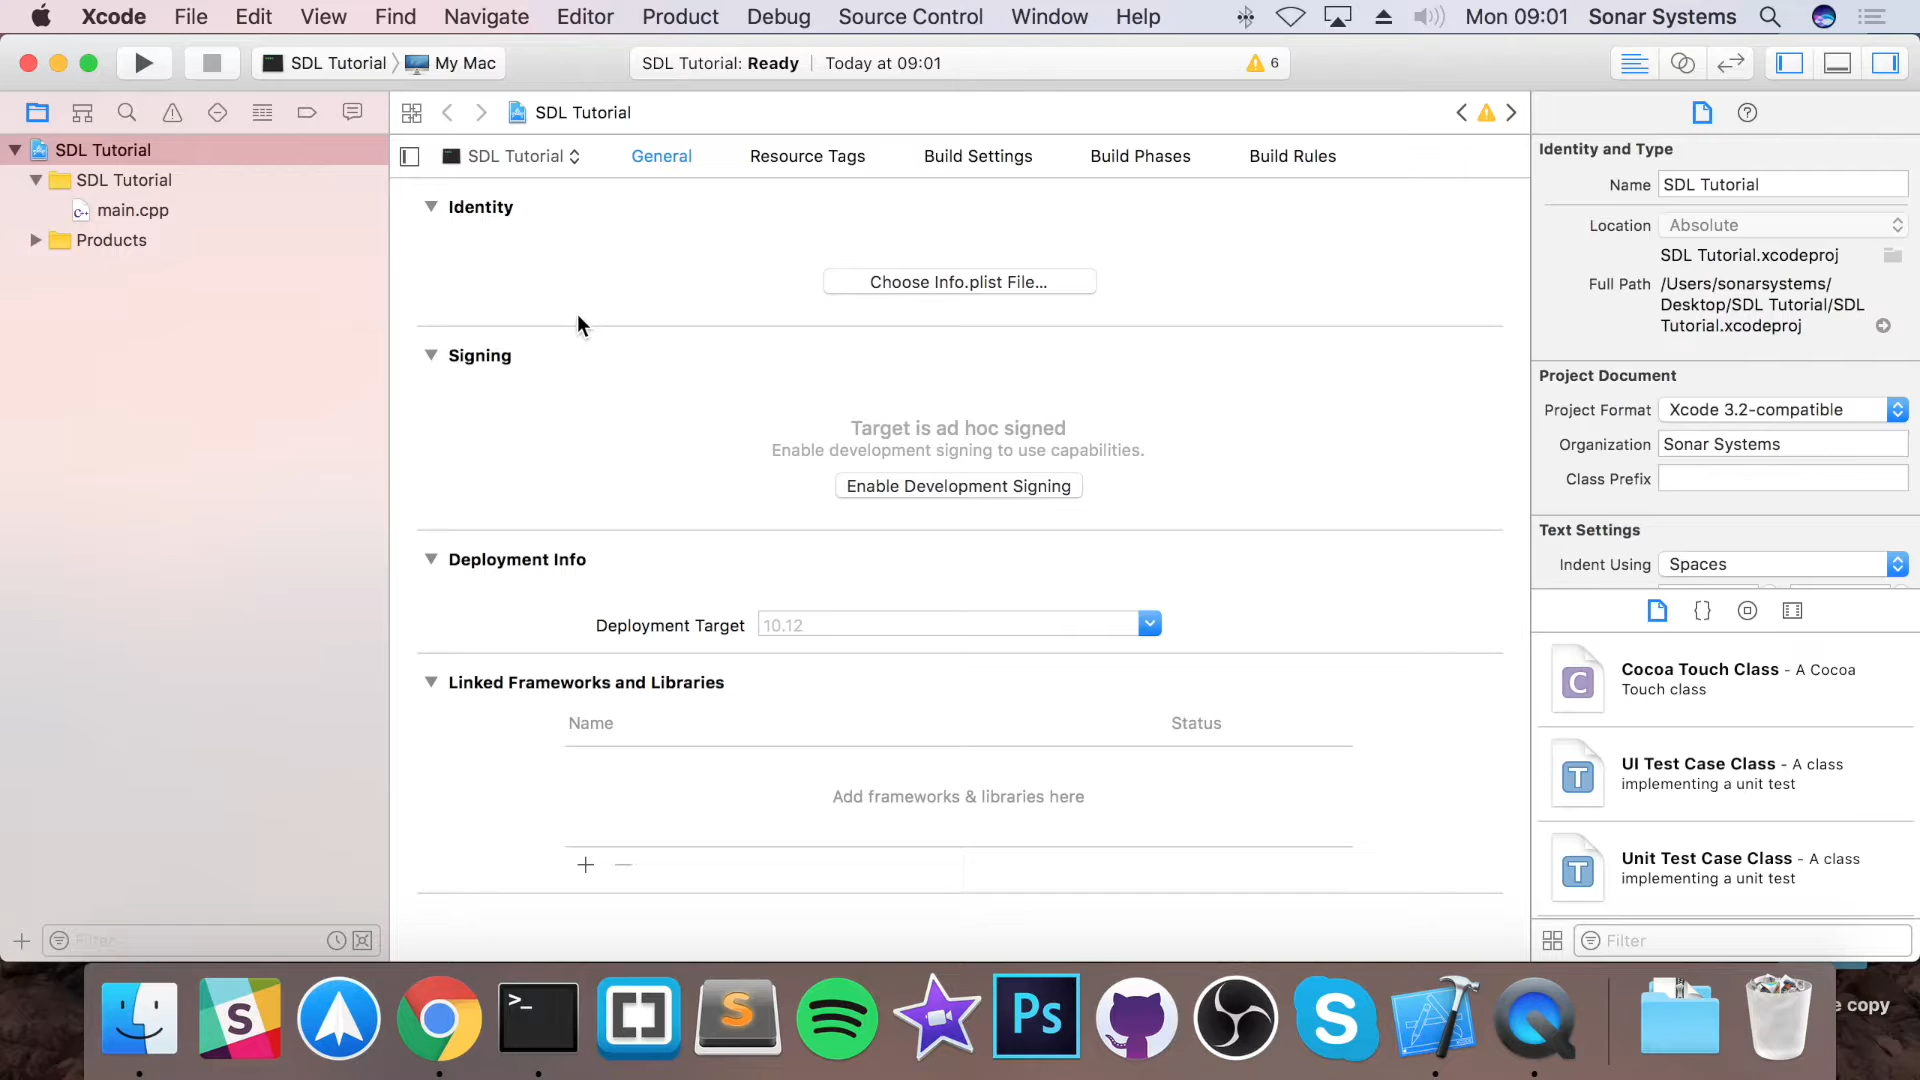 Xcode File Edit View Find Navigate Editor Product Debug Source Control Window Help Mon 09:01 Sonar Systems
SDL Tutorial My Mac
SDL Tutorial: Ready Today at 09:01 6
SDL Tutorial
SDL Tutorial
main.cpp
Products
Filter
SDL Tutorial
SDL Tutorial General Resource Tags Build Settings Build Phases Build Rules
Identity
Choose Info.plist File...
Signing
Target is ad hoc signed
Enable development signing to use capabilities.
Enable Development Signing
Deployment Info
Deployment Target 10.12
Linked Frameworks and Libraries
Name Status
Add frameworks & libraries here
Identity and Type
Name SDL Tutorial
Location Absolute
SDL Tutorial.xcodeproj
Full Path /Users/sonarsystems/
Desktop/SDL Tutorial/SDL
Tutorial.xcodeproj
Project Document
Project Format Xcode 3.2-compatible
Organization Sonar Systems
Class Prefix
Text Settings
Indent Using Spaces
Cocoa Touch Class - A Cocoa
Touch class
UI Test Case Class - A class
implementing a unit test
Unit Test Case Class - A class
implementing a unit test
Filter
e copy
Ps